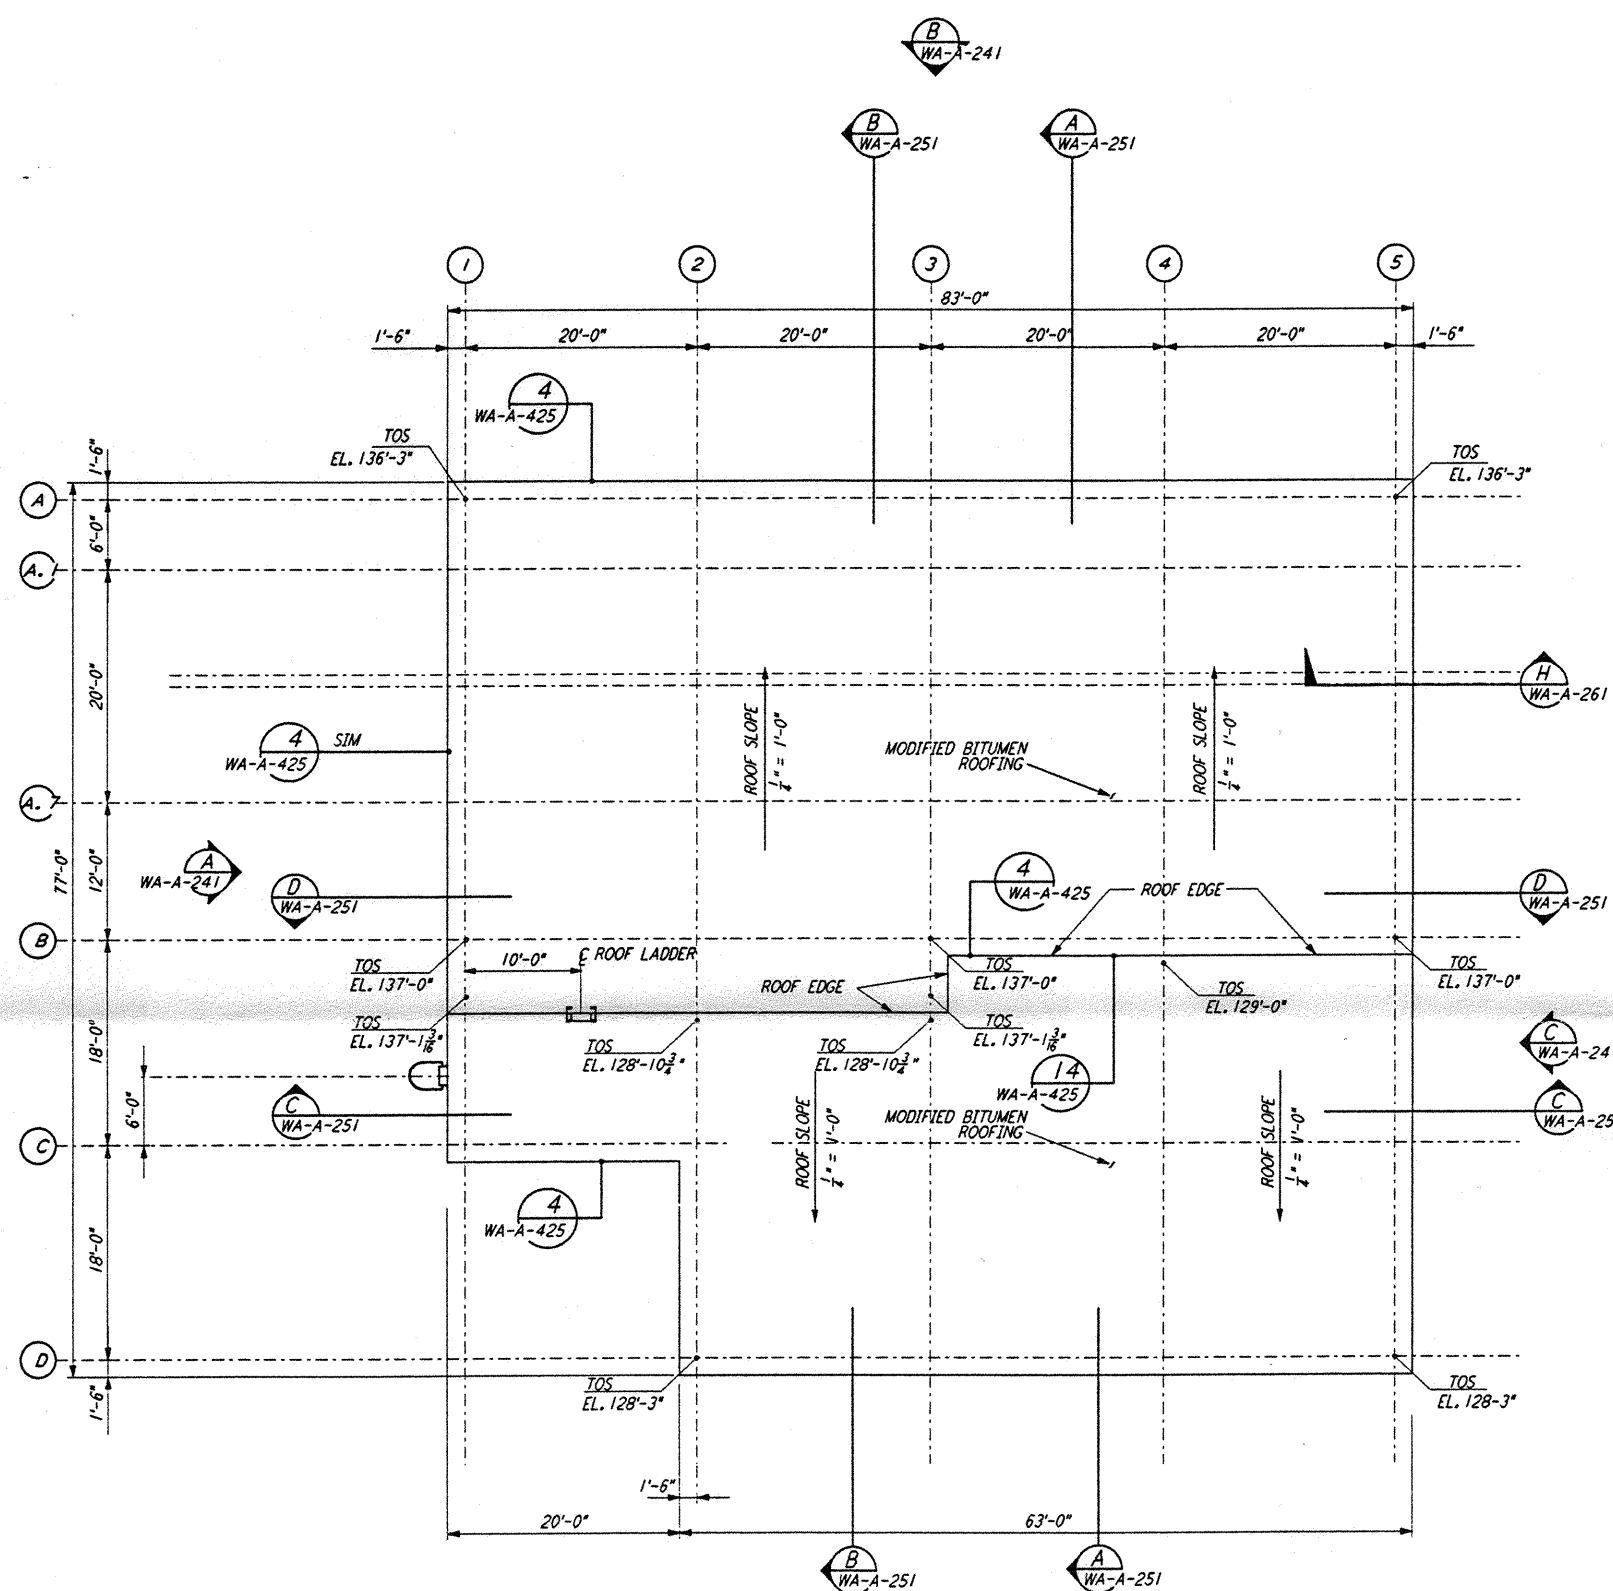 B
WA-A-241
B
WA-A-251
A
WA-A-251
1
2
3
4
5
83'-0"
1'-6"
20'-0"
20'-0"
20'-0"
20'-0"
1'-6"
4
WA-A-425
TOS
EL. 136'-3"
TOS
EL. 136'-3"
1'-6"
A
6'-0"
A.1
20'-0"
H
WA-A-261
ROOF SLOPE
1/4" = 1'-0"
ROOF SLOPE
1/4" = 1'-0"
4
SIM
WA-A-425
MODIFIED BITUMEN
ROOFING
A.7
77'-0"
12'-0"
A
WA-A-241
D
WA-A-251
4
WA-A-425
ROOF EDGE
D
WA-A-251
B
10'-0"
℄ ROOF LADDER
TOS
EL. 137'-0"
TOS
EL. 137'-0"
TOS
EL. 137'-0"
ROOF EDGE
TOS
EL. 129'-0"
TOS
EL. 137'-1 3/16"
TOS
EL. 128'-10 3/4"
TOS
EL. 128'-10 3/4"
TOS
EL. 137'-1 3/16"
18'-0"
C
WA-A-24
14
WA-A-425
6'-0"
C
WA-A-251
C
WA-A-25
MODIFIED BITUMEN
ROOFING
ROOF SLOPE
1/4" = 1'-0"
ROOF SLOPE
1/4" = 1'-0"
C
4
WA-A-425
18'-0"
D
1'-6"
TOS
EL. 128'-3"
TOS
EL. 128-3"
1'-6"
20'-0"
63'-0"
B
WA-A-251
A
WA-A-251